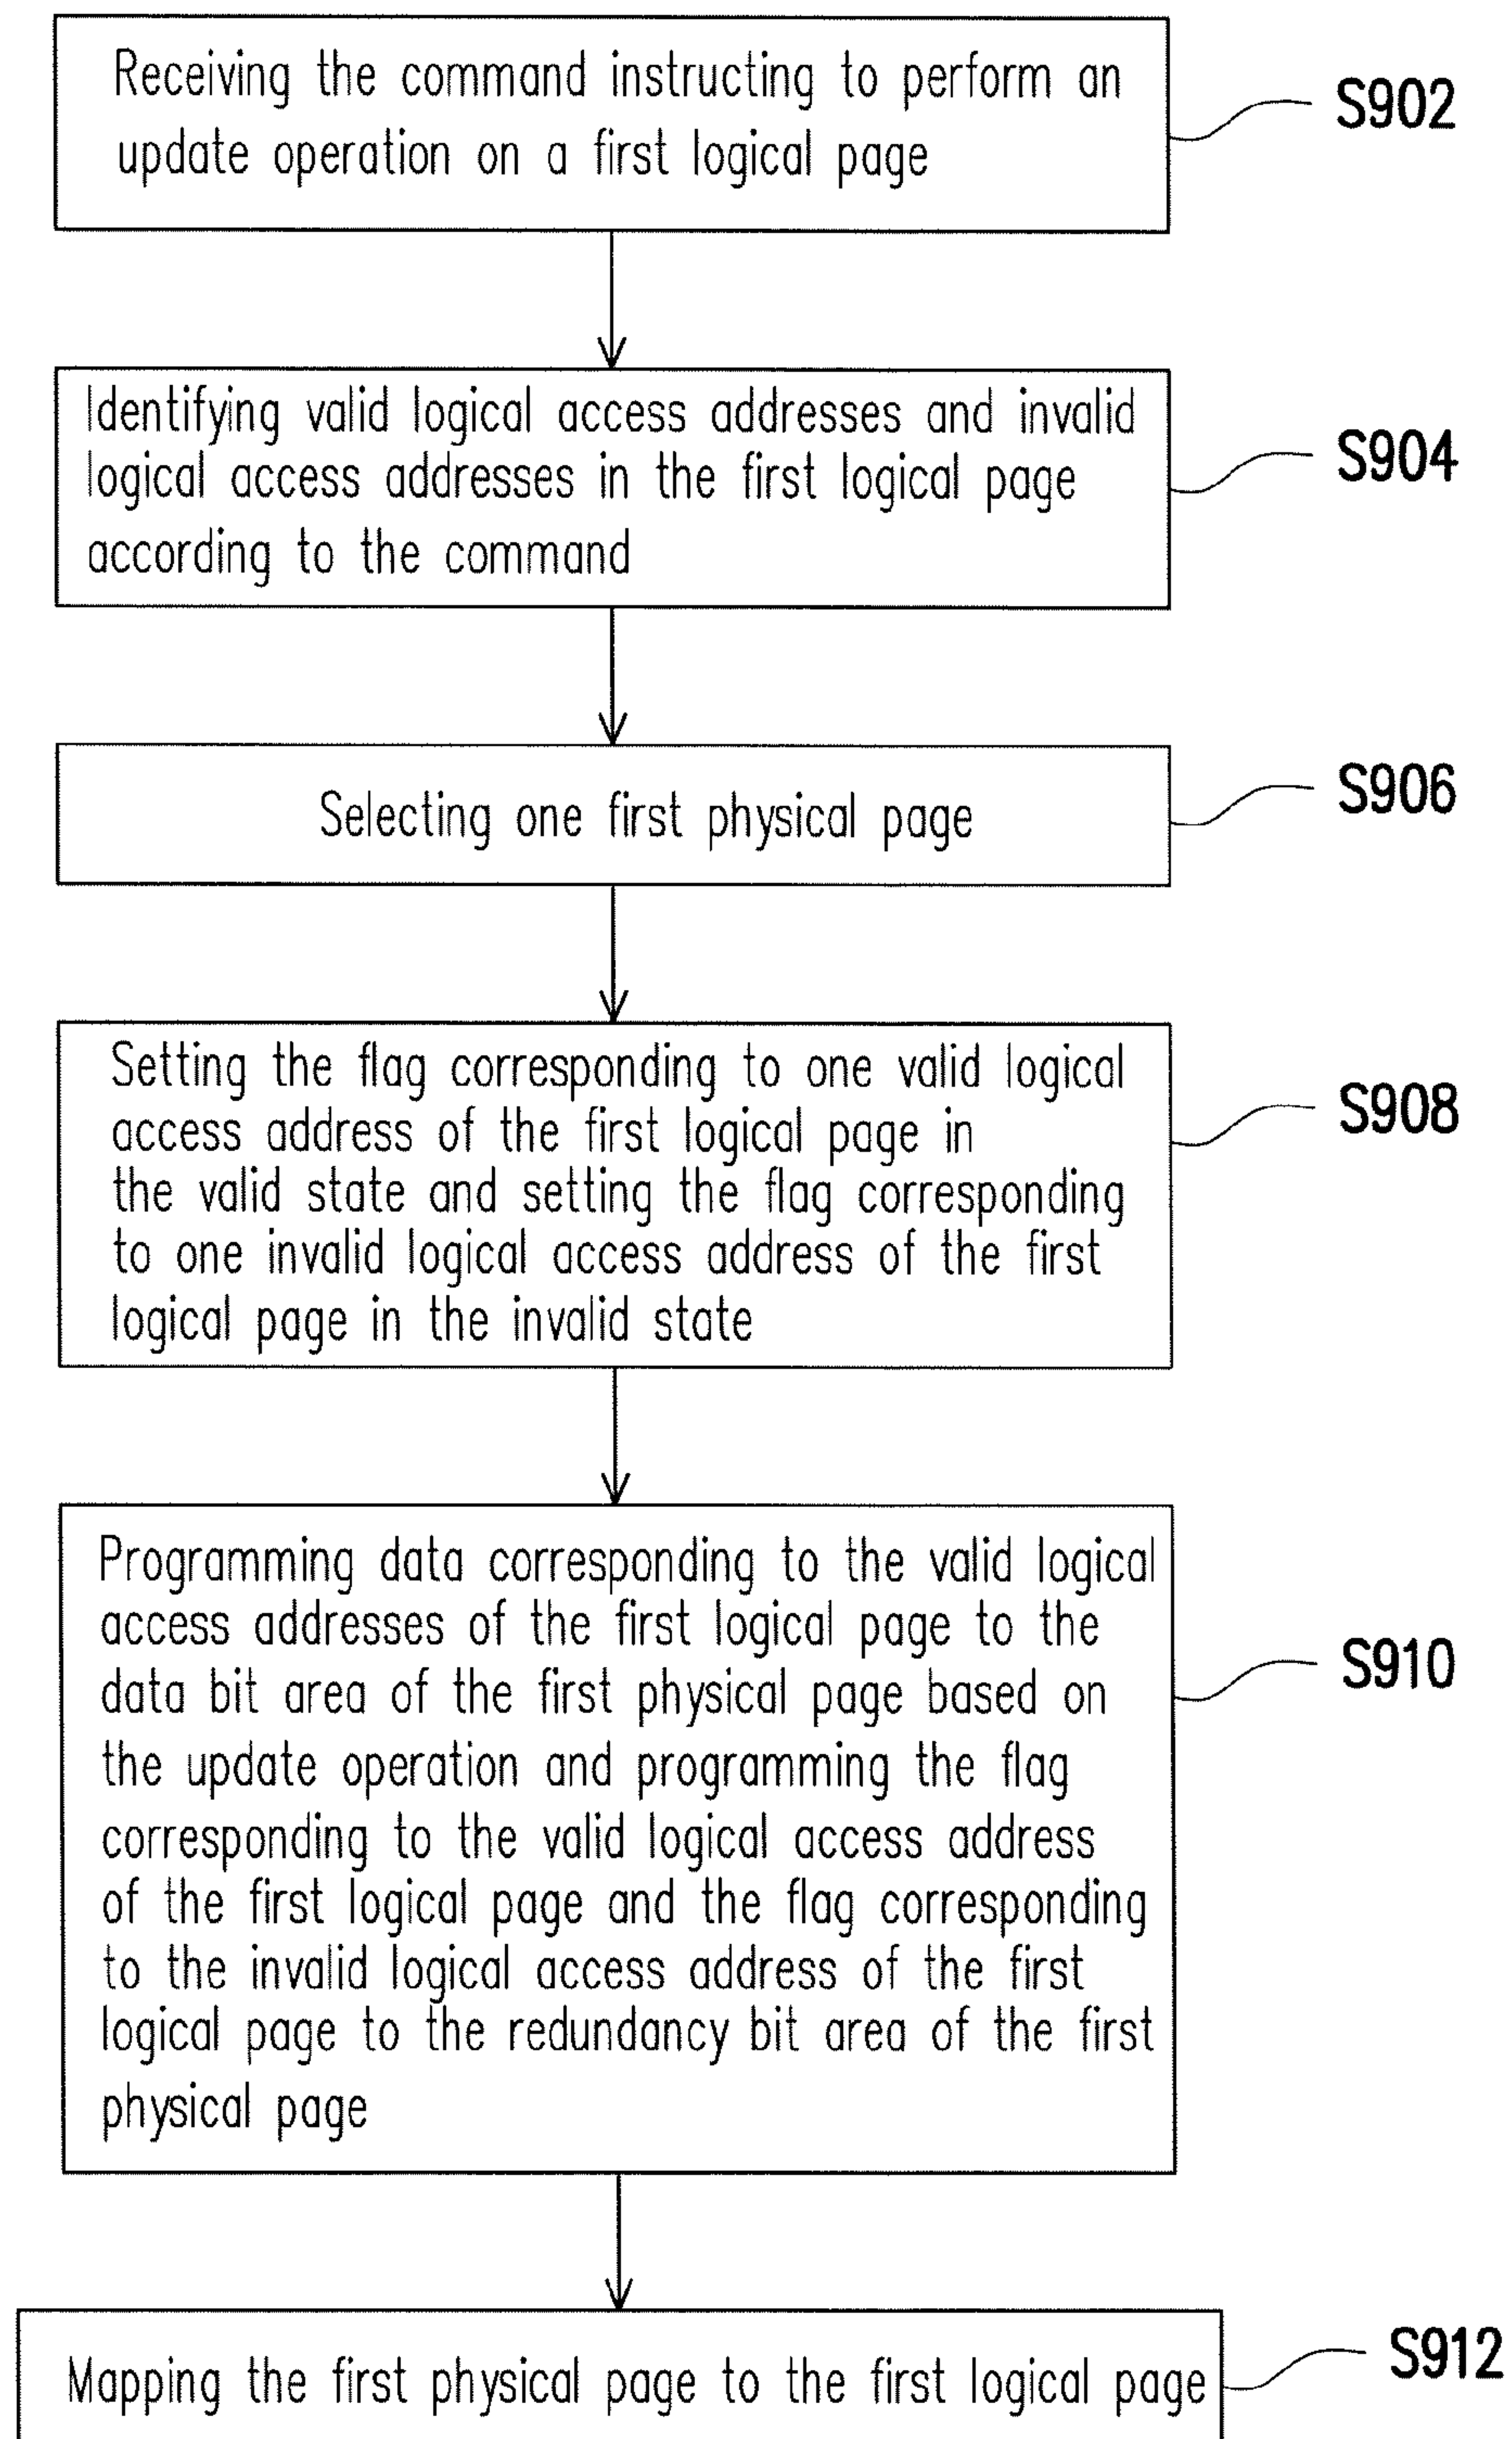 Receiving the command instructing to perform an
update operation on a first logical page
S902
Identifying valid logical access addresses and invalid
logical access addresses in the first logical page
according to the command
S904
Selecting one first physical page
S906
Setting the flag corresponding to one valid logical
access address of the first logical page in
the valid state and setting the flag corresponding
to one invalid logical access address of the first
logical page in the invalid state
S908
Programming data corresponding to the valid logical
access addresses of the first logical page to the
data bit area of the first physical page based on
the update operation and programming the flag
corresponding to the valid logical access address
of the first logical page and the flag corresponding
to the invalid logical access address of the first
logical page to the redundancy bit area of the first
physical page
S910
Mapping the first physical page to the first logical page
S912